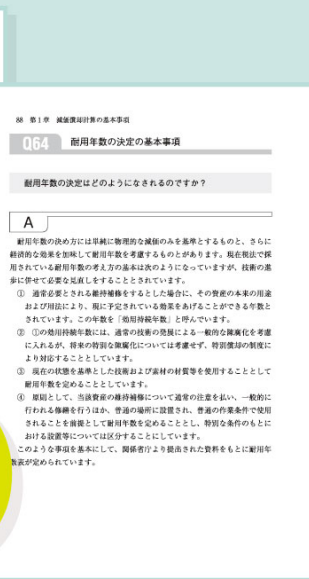 88 第1章 減価償却計算の基本事項
Q64 耐用年数の決定の基本事項
耐用年数の決定はどのようになされるのですか？
A
耐用年数の決め方には単純に物理的な減価のみを基準とするものと、さらに
経済的な効果を加味して耐用年数を考慮するものとがあります。現在税法で採
用されている耐用年数の考え方の基本は次のようになっていますが、技術の進
歩に併せて必要な見直しをすることとされています。
① 通常必要とされる維持補修をするとした場合に、その資産の本来の用途
および用法により、現に予定されている効果をあげることができる年数と
されています。この年数を「効用持続年数」と呼んでいます。
② ①の効用持続年数には、通常の技術の発展による一般的な陳腐化を考慮
に入れるが、将来の特別な陳腐化については考慮せず、特別償却の制度に
より対応することとしています。
③ 現在の状態を基準とした技術および素材の材質等を使用することとして
耐用年数を定めることとしています。
④ 原則として、当該資産の維持補修について通常の注意を払い、一般的に
行われる修繕を行うほか、普通の場所に設置され、普通の作業条件で使用
されることを前提として耐用年数を定めることとし、特別な条件のもとに
おける設置等については区分することにしています。
このような事項を基本にして、関係省庁より提出された資料をもとに耐用年
数表が定められています。